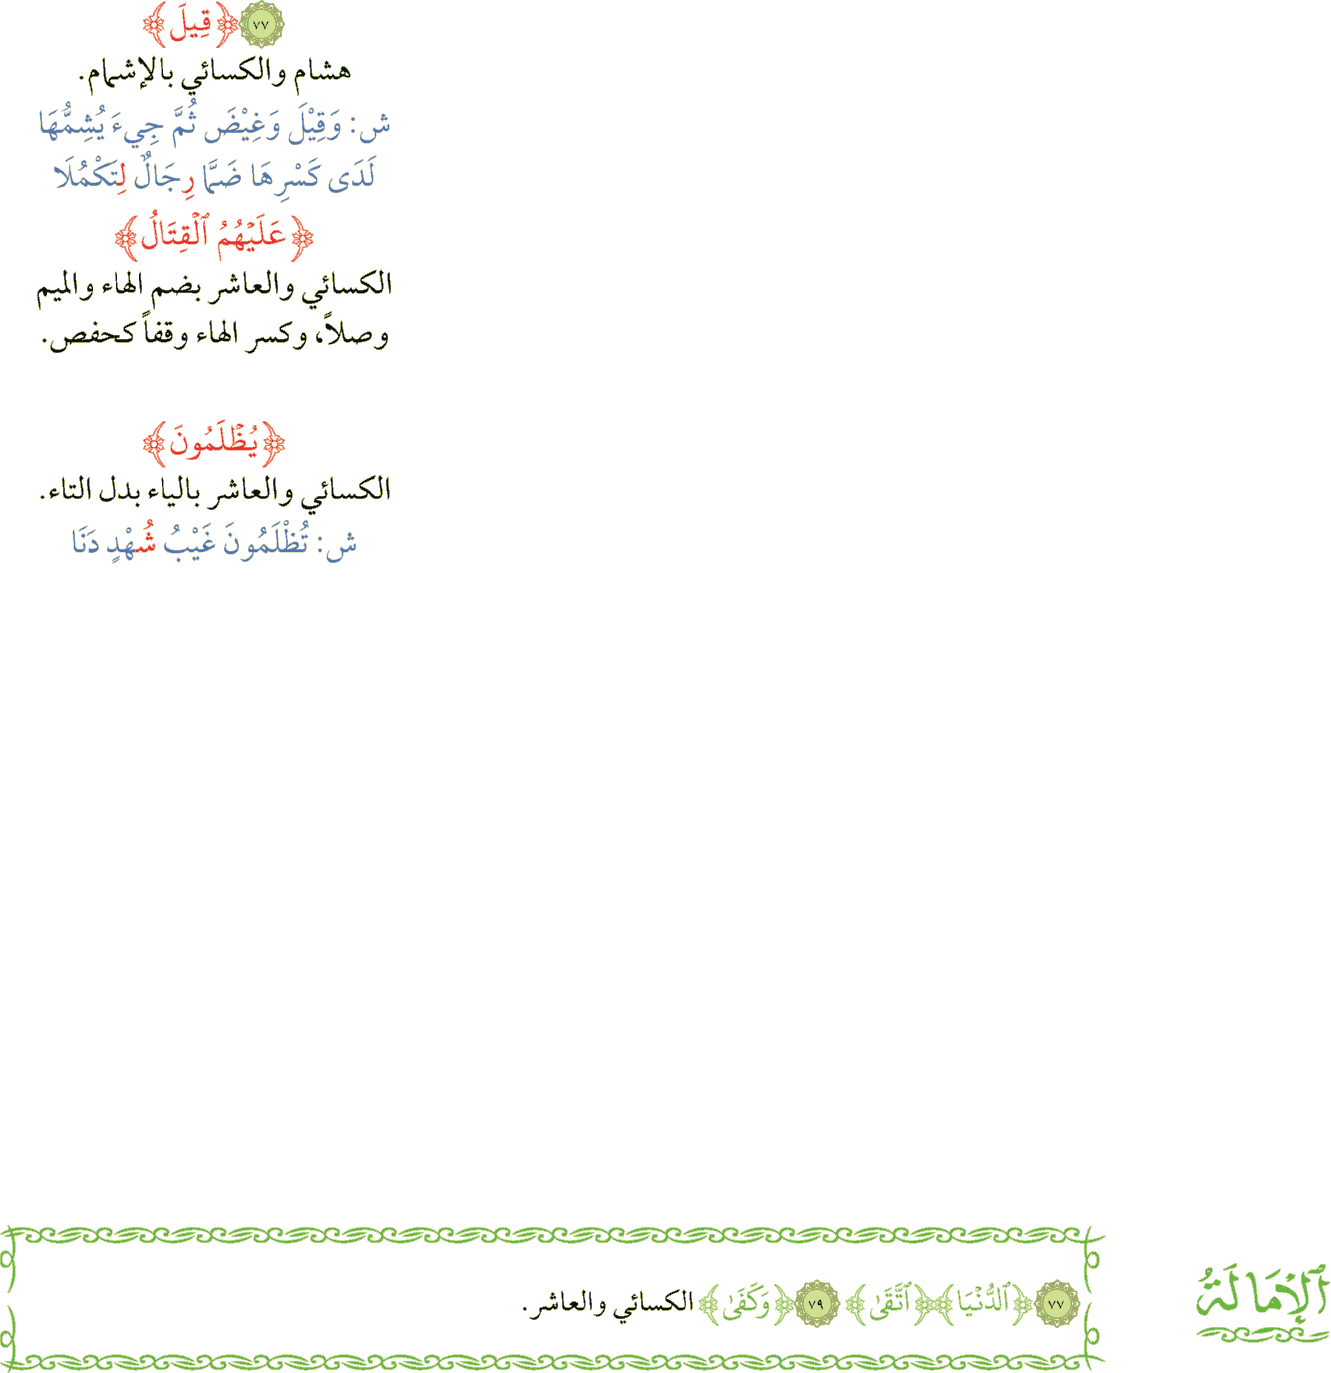 ٧٧ ﴿قِيلَ﴾
هشام والكسائي بالإشمام.
ش: وَقِيْلَ وَغِيْضَ ثُمَّ جِيءَ يُشِمُّهَا
لَدَى كَسْرِهَا ضَمًّا رِجَالٌ لِتَكْمُلَا
﴿عَلَيْهُمُ ٱلْقِتَالُ﴾
الكسائي والعاشر بضم الهاء والميم
وصلاً، وكسر الهاء وقفاً كحفص.
﴿يُظْلَمُونَ﴾
الكسائي والعاشر بالياء بدل التاء.
ش: تُظْلَمُونَ غَيْبُ شُهْدٍ دَنَا
ٱلْإِمَالَةُ
٧٧ ﴿ٱلدُّنْيَا﴾ ﴿ٱتَّقَىٰ﴾ ٧٩ ﴿وَكَفَىٰ﴾ الكسائي والعاشر.